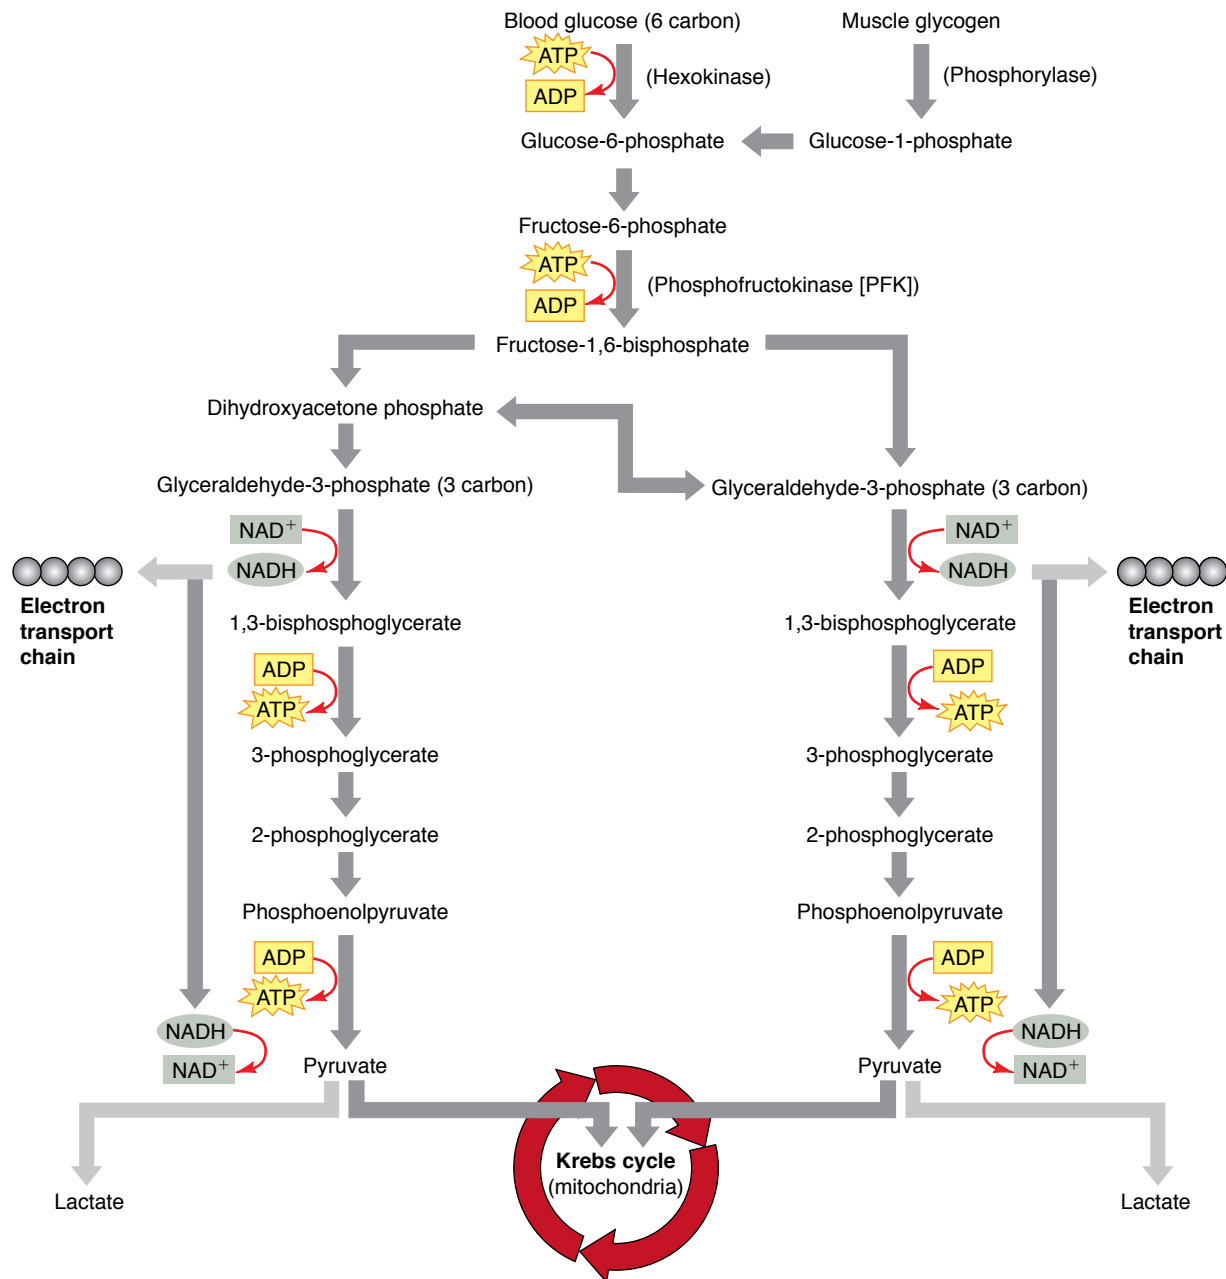 Blood glucose (6 carbon)
Muscle glycogen
ATP
(Hexokinase)
(Phosphorylase)
ADP
Glucose-6-phosphate
Glucose-1-phosphate
Fructose-6-phosphate
ATP
(Phosphofructokinase [PFK])
ADP
Fructose-1,6-bisphosphate
Dihydroxyacetone phosphate
Glyceraldehyde-3-phosphate (3 carbon)
Glyceraldehyde-3-phosphate (3 carbon)
NAD+
NADH
NAD+
NADH
Electron
transport
chain
Electron
transport
chain
1,3-bisphosphoglycerate
1,3-bisphosphoglycerate
ADP
ATP
ADP
ATP
3-phosphoglycerate
3-phosphoglycerate
2-phosphoglycerate
2-phosphoglycerate
Phosphoenolpyruvate
Phosphoenolpyruvate
ADP
ATP
ADP
ATP
NADH
NAD+
NADH
NAD+
Pyruvate
Pyruvate
Krebs cycle
(mitochondria)
Lactate
Lactate